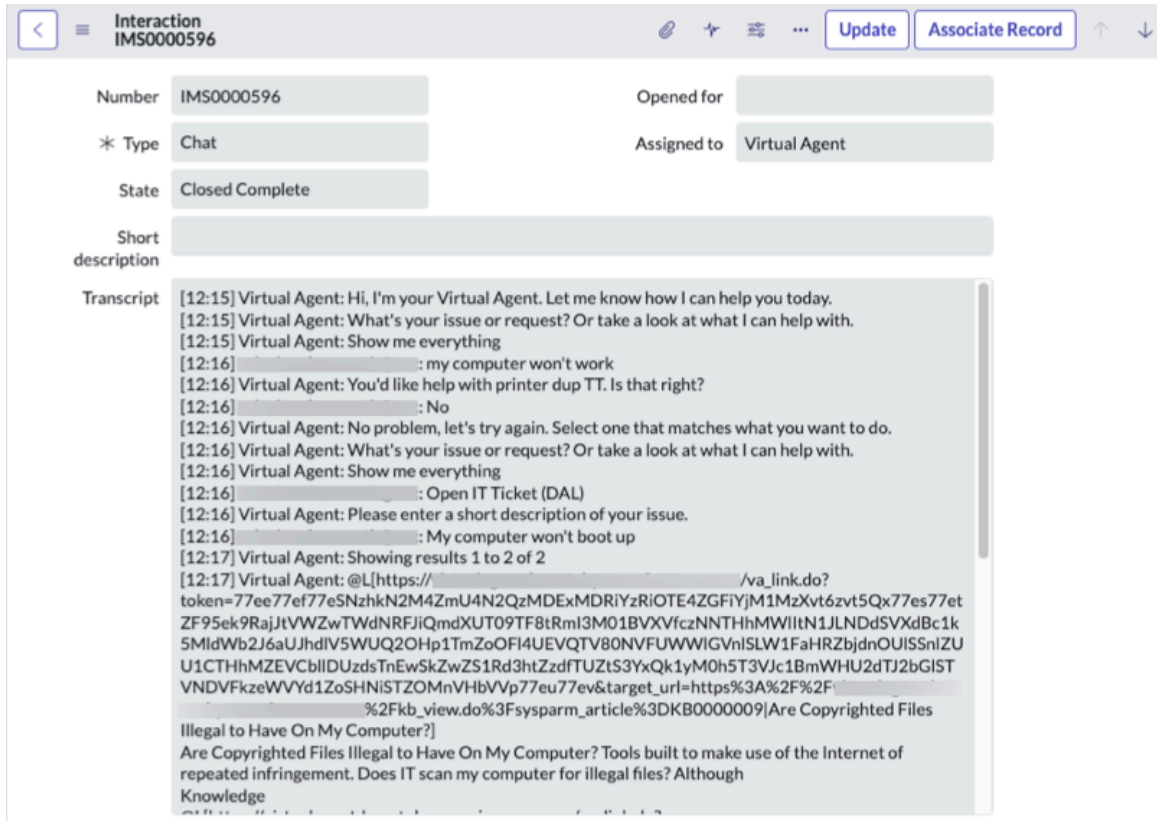 Interaction
IMS0000596
Update
Associate Record
Number IMS0000596
Opened for
* Type Chat
Assigned to Virtual Agent
State Closed Complete
Short
description
Transcript
[12:15] Virtual Agent: Hi, I'm your Virtual Agent. Let me know how I can help you today.
[12:15] Virtual Agent: What's your issue or request? Or take a look at what I can help with.
[12:15] Virtual Agent: Show me everything
[12:16] : my computer won't work
[12:16] Virtual Agent: You'd like help with printer dup TT. Is that right?
[12:16] : No
[12:16] Virtual Agent: No problem, let's try again. Select one that matches what you want to do.
[12:16] Virtual Agent: What's your issue or request? Or take a look at what I can help with.
[12:16] Virtual Agent: Show me everything
[12:16] : Open IT Ticket (DAL)
[12:16] Virtual Agent: Please enter a short description of your issue.
[12:16] : My computer won't boot up
[12:17] Virtual Agent: Showing results 1 to 2 of 2
[12:17] Virtual Agent: @L[https:// /va_link.do?
%2Fkb_view.do%3Fsysparm_article%3DKB0000009|Are Copyrighted Files
Illegal to Have On My Computer?]
Are Copyrighted Files Illegal to Have On My Computer? Tools built to make use of the Internet of
repeated infringement. Does IT scan my computer for illegal files? Although
Knowledge